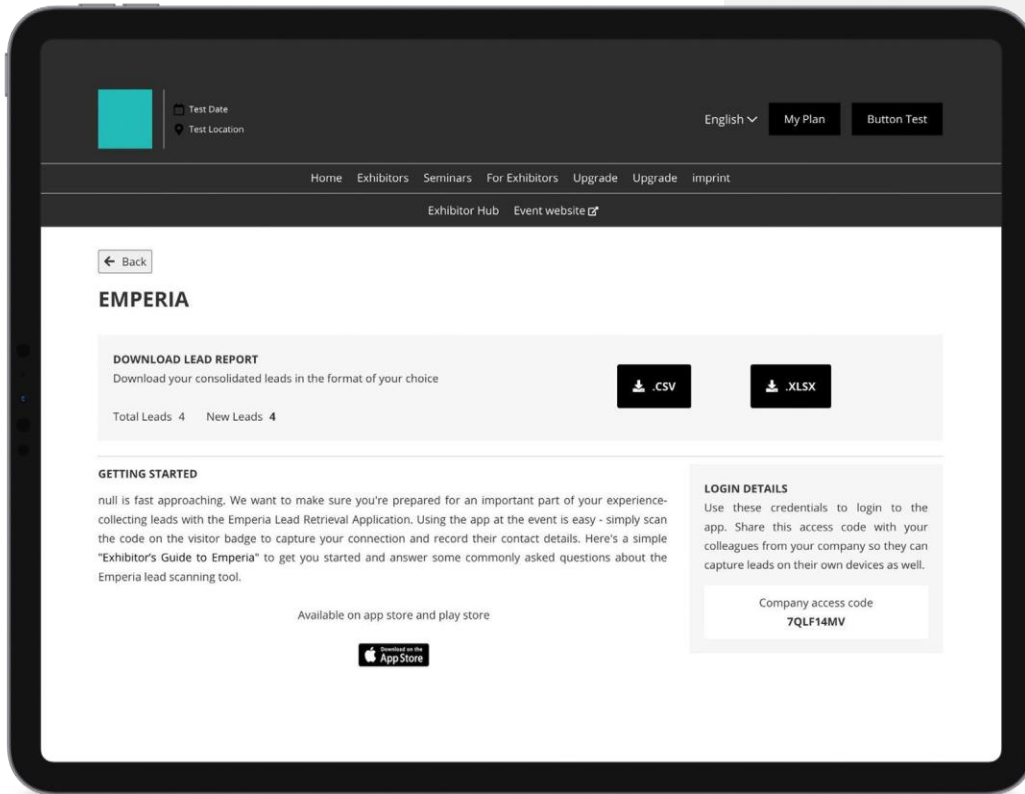 Test Date
Test Location
English
My Plan
Button Test
Home Exhibitors Seminars For Exhibitors Upgrade Upgrade imprint
Exhibitor Hub Event website
Back
EMPERIA
DOWNLOAD LEAD REPORT
Download your consolidated leads in the format of your choice
.CSV
.XLSX
Total Leads 4 New Leads 4
GETTING STARTED
null is fast approaching. We want to make sure you're prepared for an important part of your experience-
collecting leads with the Emperia Lead Retrieval Application. Using the app at the event is easy - simply scan
the code on the visitor badge to capture your connection and record their contact details. Here's a simple
"Exhibitor's Guide to Emperia" to get you started and answer some commonly asked questions about the
Emperia lead scanning tool.
Available on app store and play store
Download on the
App Store
LOGIN DETAILS
Use these credentials to login to the
app. Share this access code with your
colleagues from your company so they can
capture leads on their own devices as well.
Company access code
7QLF14MV